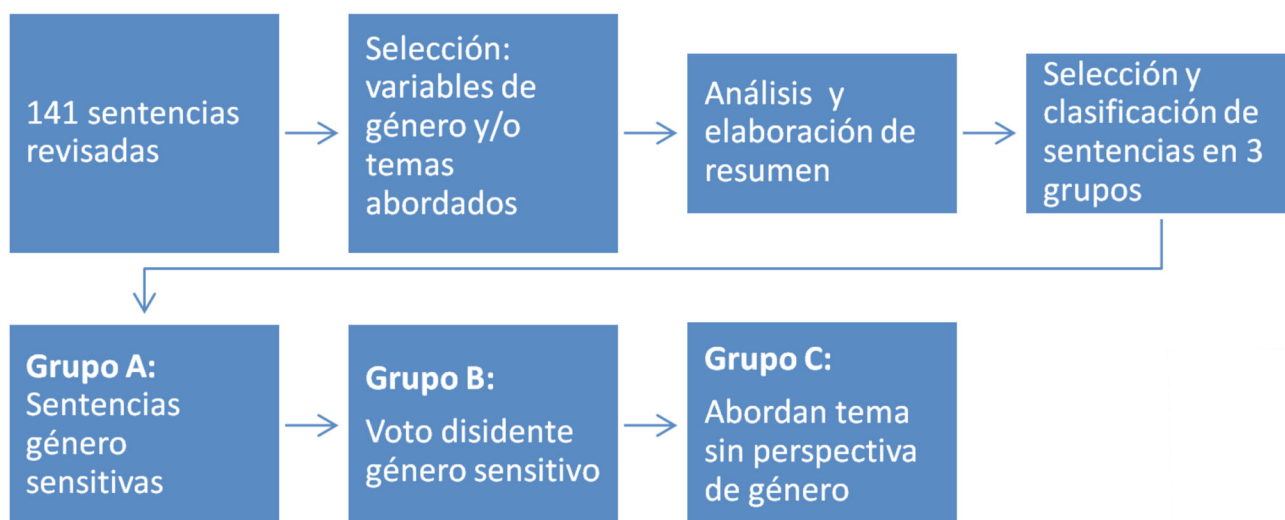 141 sentencias
revisadas
Selección:
variables de
género y/o
temas
abordados
Análisis y
elaboración de
resumen
Selección y
clasificación de
sentencias en 3
grupos
Grupo A:
Sentencias
género
sensitivas
Grupo B:
Voto disidente
género sensitivo
Grupo C:
Abordan tema
sin perspectiva
de género